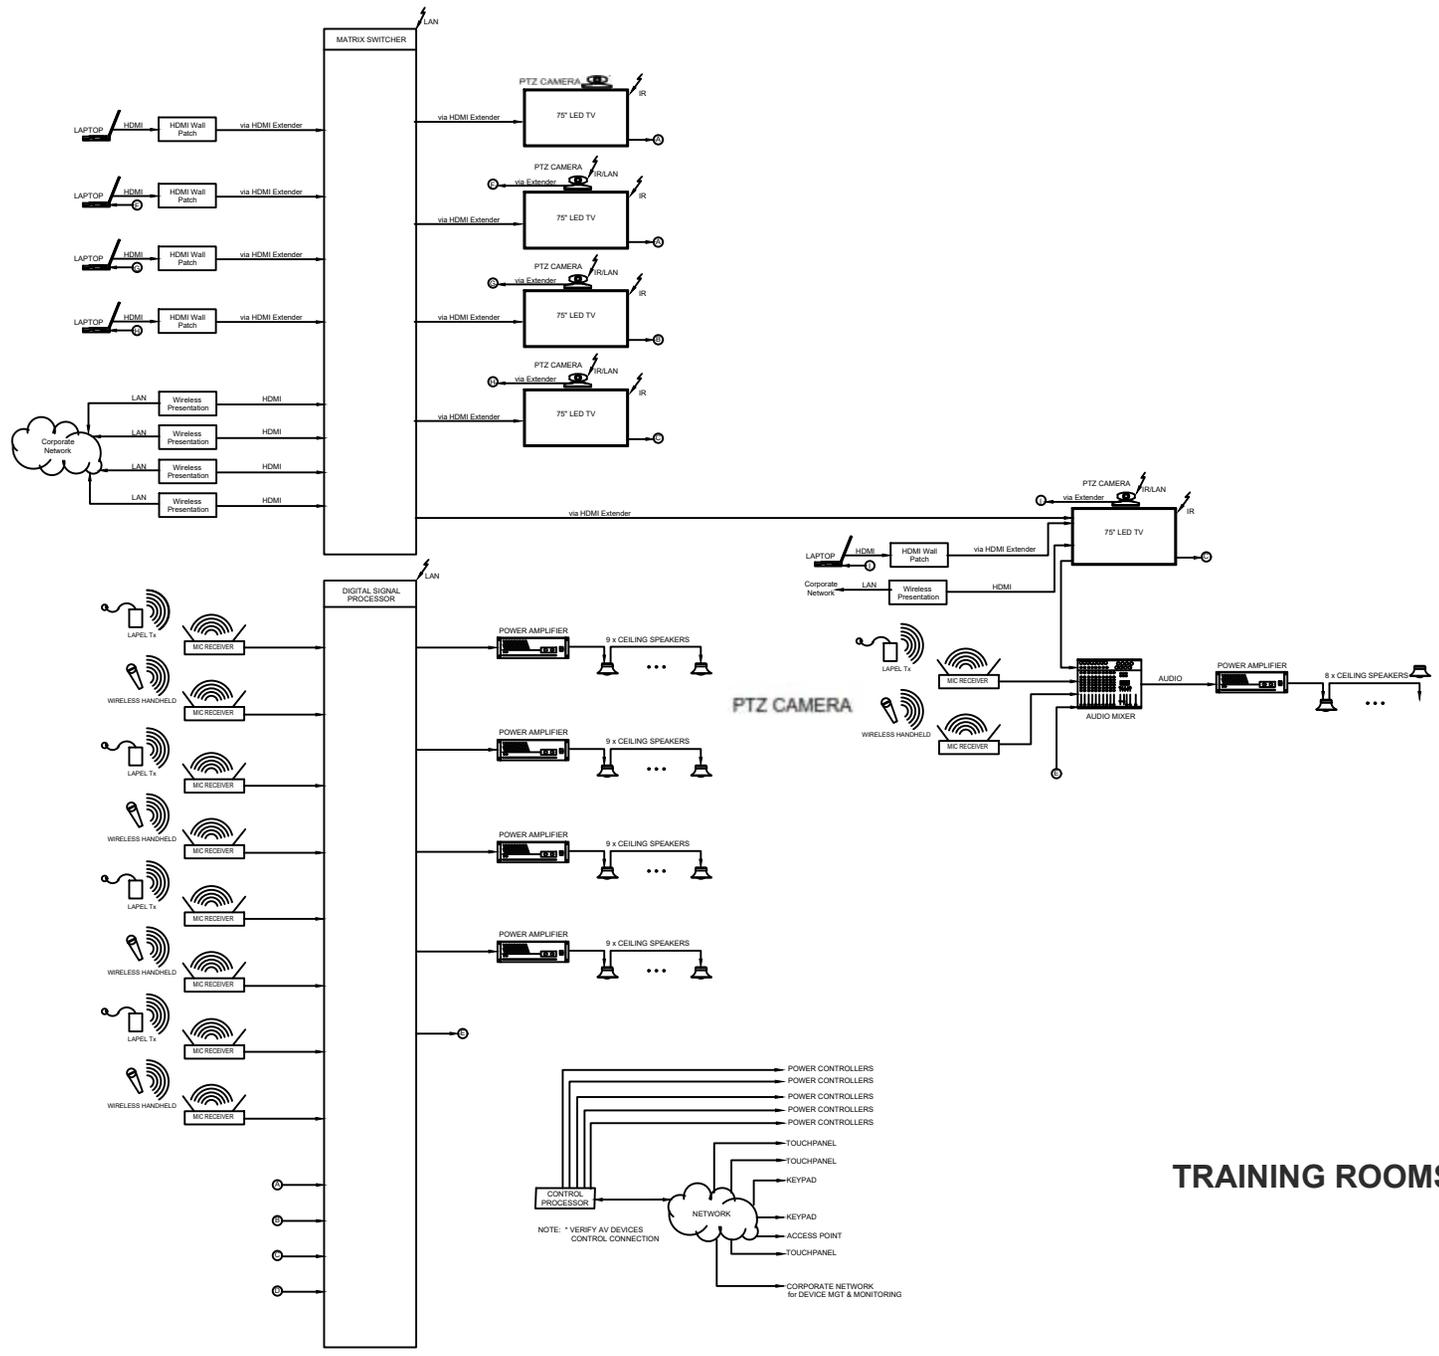 LAN
MATRIX SWITCHER
PTZ CAMERA
IR
75" LED TV
LAPTOP
HDMI
HDMI Wall
Patch
via HDMI Extender
via HDMI Extender
A
PTZ CAMERA
IR/LAN
F
via Extender
IR
LAPTOP
HDMI
F
HDMI Wall
Patch
via HDMI Extender
via HDMI Extender
75" LED TV
A
PTZ CAMERA
IR/LAN
G
via Extender
IR
LAPTOP
HDMI
G
HDMI Wall
Patch
via HDMI Extender
via HDMI Extender
75" LED TV
B
PTZ CAMERA
IR/LAN
H
via Extender
IR
LAPTOP
HDMI
H
HDMI Wall
Patch
via HDMI Extender
via HDMI Extender
75" LED TV
C
Corporate
Network
LAN
Wireless
Presentation
HDMI
LAN
Wireless
Presentation
HDMI
LAN
Wireless
Presentation
HDMI
LAN
Wireless
Presentation
HDMI
via HDMI Extender
PTZ CAMERA
IR/LAN
via Extender
IR
75" LED TV
LAPTOP
HDMI
HDMI Wall
Patch
via HDMI Extender
Corporate
Network
LAN
Wireless
Presentation
HDMI
LAN
DIGITAL SIGNAL
PROCESSOR
LAPEL Tx
MIC RECEIVER
WIRELESS HANDHELD
MIC RECEIVER
LAPEL Tx
MIC RECEIVER
WIRELESS HANDHELD
MIC RECEIVER
LAPEL Tx
MIC RECEIVER
WIRELESS HANDHELD
MIC RECEIVER
LAPEL Tx
MIC RECEIVER
WIRELESS HANDHELD
MIC RECEIVER
A
B
C
D
POWER AMPLIFIER
9 x CEILING SPEAKERS
POWER AMPLIFIER
9 x CEILING SPEAKERS
POWER AMPLIFIER
9 x CEILING SPEAKERS
POWER AMPLIFIER
9 x CEILING SPEAKERS
E
PTZ CAMERA
LAPEL Tx
MIC RECEIVER
WIRELESS HANDHELD
MIC RECEIVER
AUDIO MIXER
E
AUDIO
POWER AMPLIFIER
8 x CEILING SPEAKERS
POWER CONTROLLERS
POWER CONTROLLERS
POWER CONTROLLERS
POWER CONTROLLERS
POWER CONTROLLERS
TOUCHPANEL
TOUCHPANEL
KEYPAD
CONTROL
PROCESSOR
NETWORK
KEYPAD
NOTE: * VERIFY AV DEVICES
CONTROL CONNECTION
ACCESS POINT
TOUCHPANEL
CORPORATE NETWORK
for DEVICE MGT & MONITORING
TRAINING ROOMS